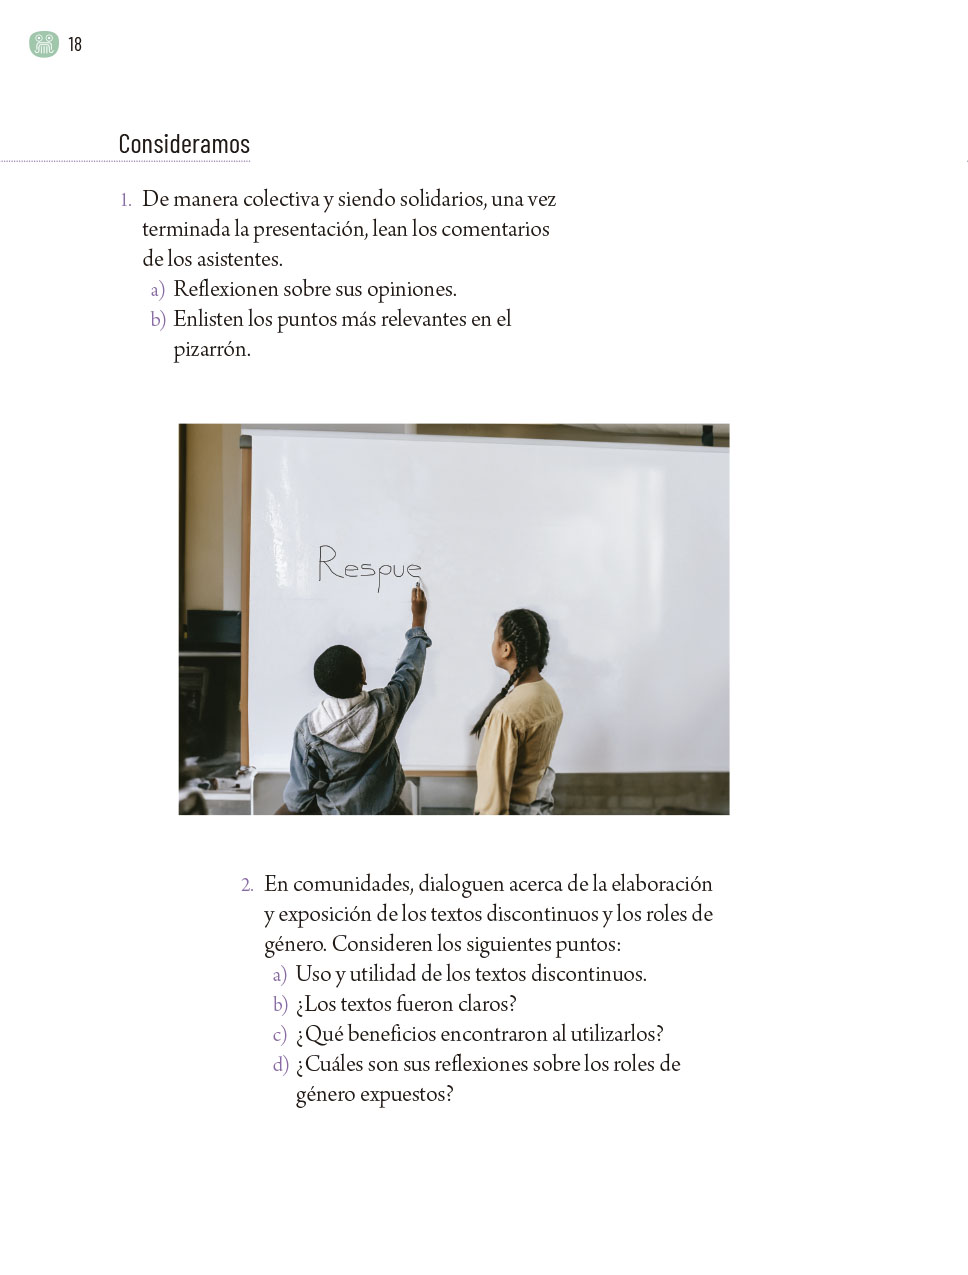 18
Consideramos
1. De manera colectiva y siendo solidarios, una vez
terminada la presentación, lean los comentarios
de los asistentes.
a) Reflexionen sobre sus opiniones.
b) Enlisten los puntos más relevantes en el
pizarrón.
Respue
2. En comunidades, dialoguen acerca de la elaboración
y exposición de los textos discontinuos y los roles de
género. Consideren los siguientes puntos:
a) Uso y utilidad de los textos discontinuos.
b) ¿Los textos fueron claros?
c) ¿Qué beneficios encontraron al utilizarlos?
d) ¿Cuáles son sus reflexiones sobre los roles de
género expuestos?